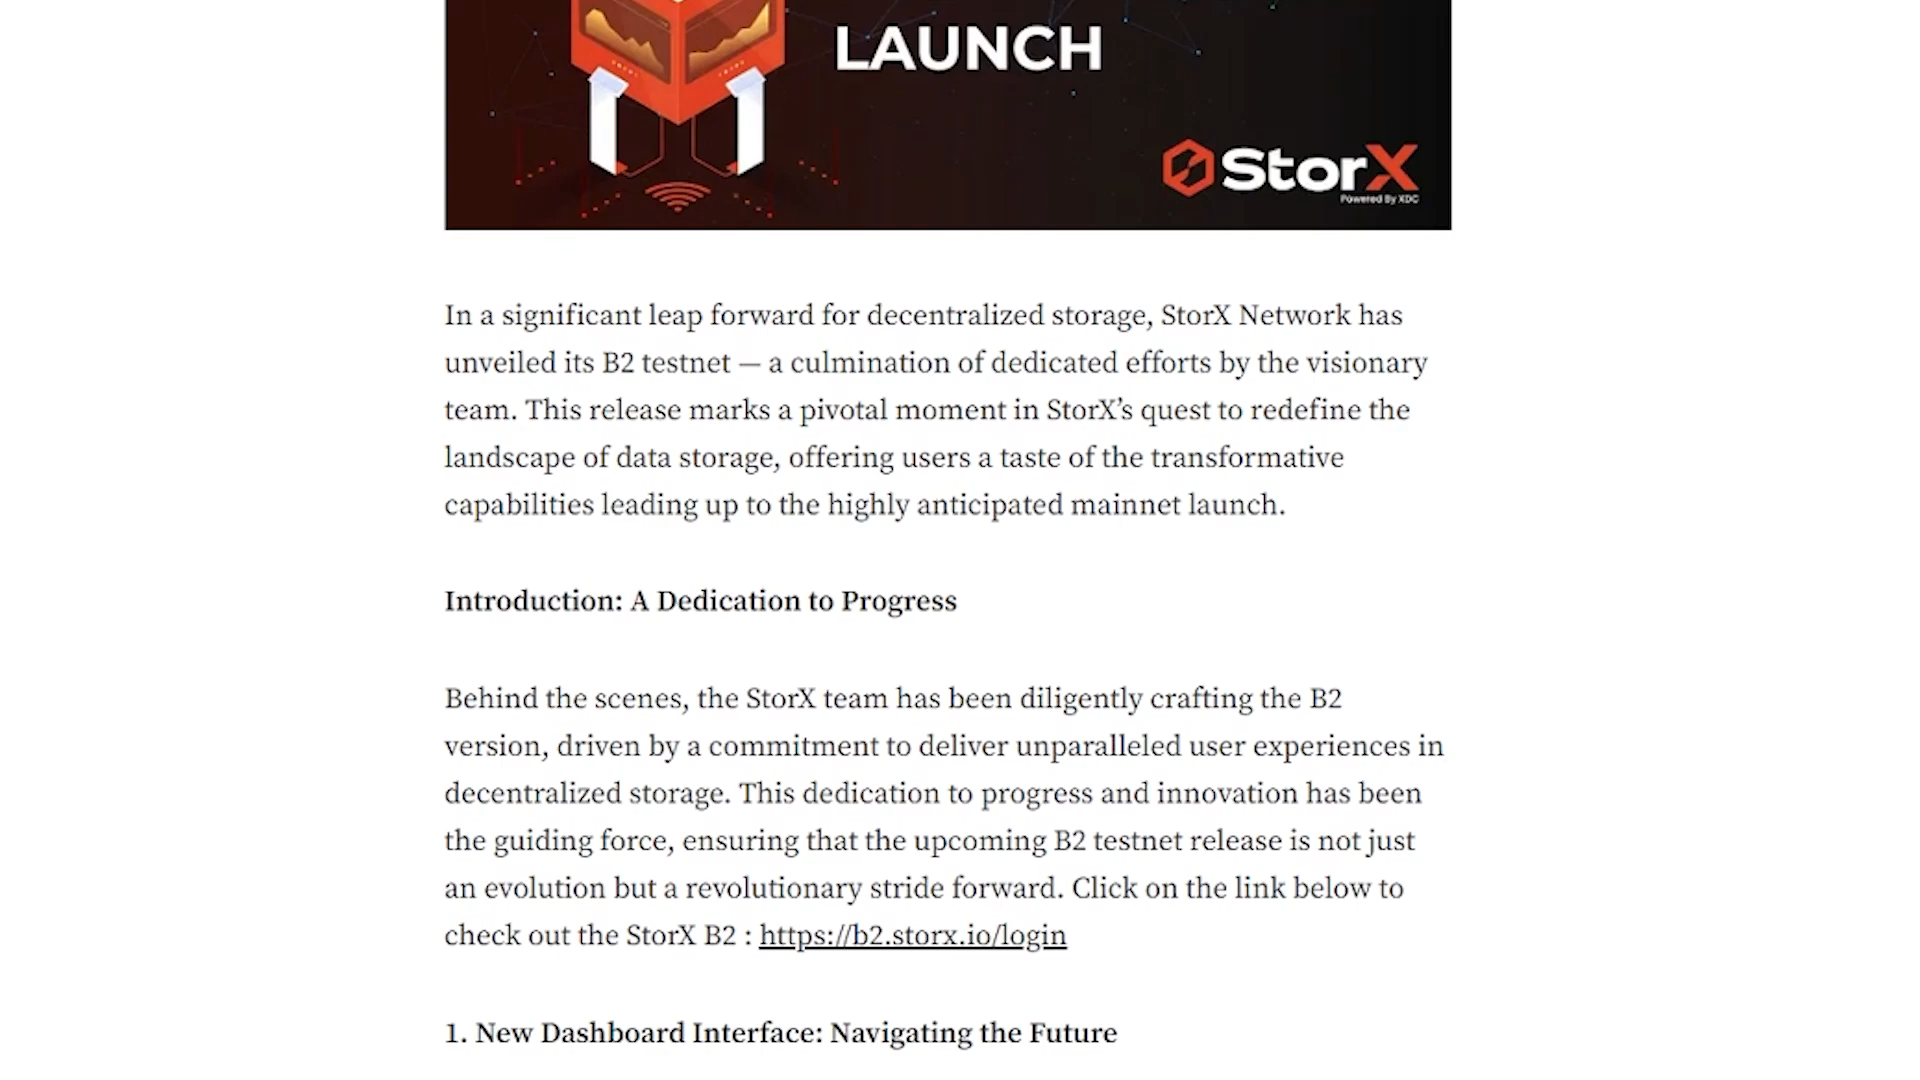 LAUNCH
StorX
Powered By XDC
In a significant leap forward for decentralized storage, StorX Network has
unveiled its B2 testnet — a culmination of dedicated efforts by the visionary
team. This release marks a pivotal moment in StorX’s quest to redefine the
landscape of data storage, offering users a taste of the transformative
capabilities leading up to the highly anticipated mainnet launch.
Introduction: A Dedication to Progress
Behind the scenes, the StorX team has been diligently crafting the B2
version, driven by a commitment to deliver unparalleled user experiences in
decentralized storage. This dedication to progress and innovation has been
the guiding force, ensuring that the upcoming B2 testnet release is not just
an evolution but a revolutionary stride forward. Click on the link below to
check out the StorX B2 : https://b2.storx.io/login
1. New Dashboard Interface: Navigating the Future